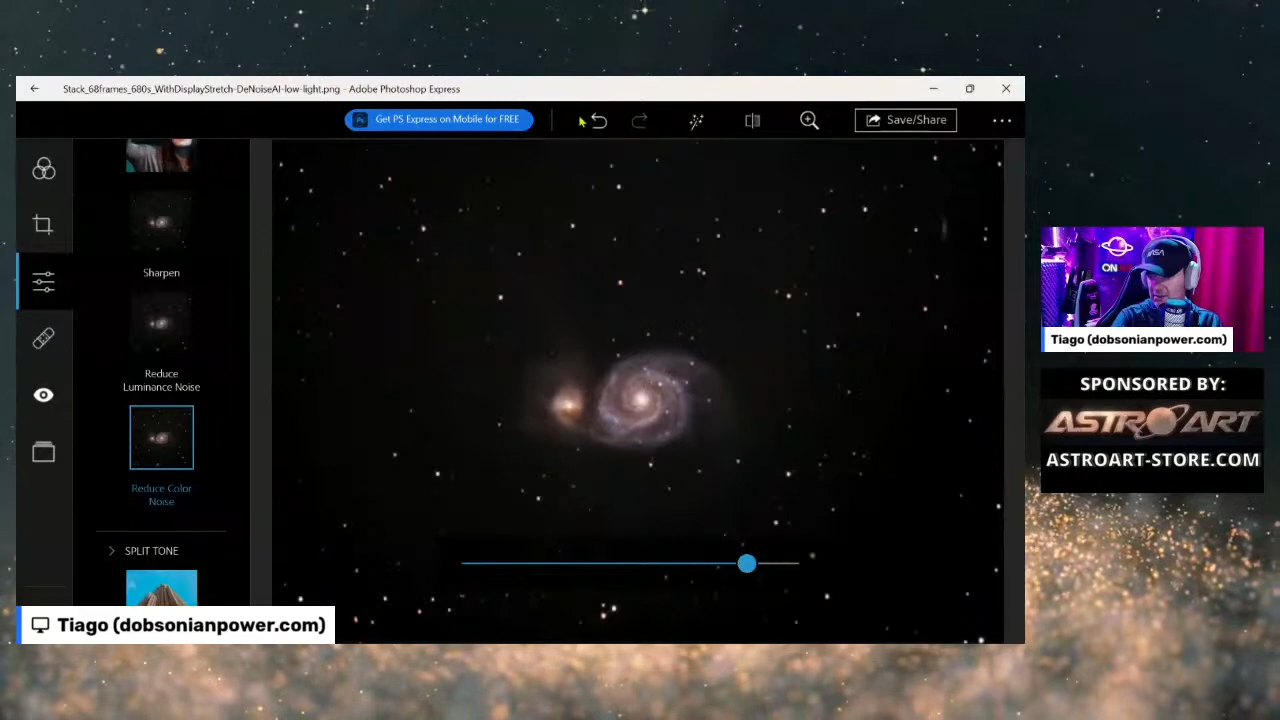 Stack_68frames_680s_WithDisplayStretch-DeNoiseAI-low-light.png - Adobe Photoshop Express
Get PS Express on Mobile for FREE
Save/Share
Sharpen
Reduce
Luminance Noise
Reduce Color
Noise
SPLIT TONE
Tiago (dobsonianpower.com)
NASA
ON
Tiago (dobsonianpower.com)
SPONSORED BY:
ASTROART
ASTROART-STORE.COM